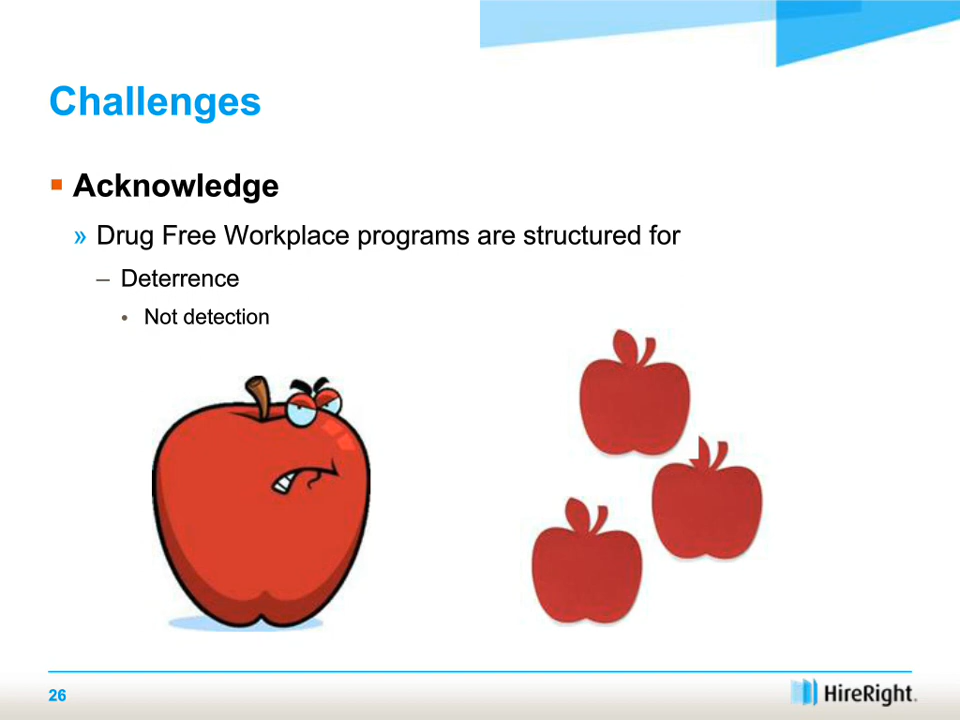 Challenges
▪ Acknowledge
» Drug Free Workplace programs are structured for
– Deterrence
• Not detection
26
HireRight.